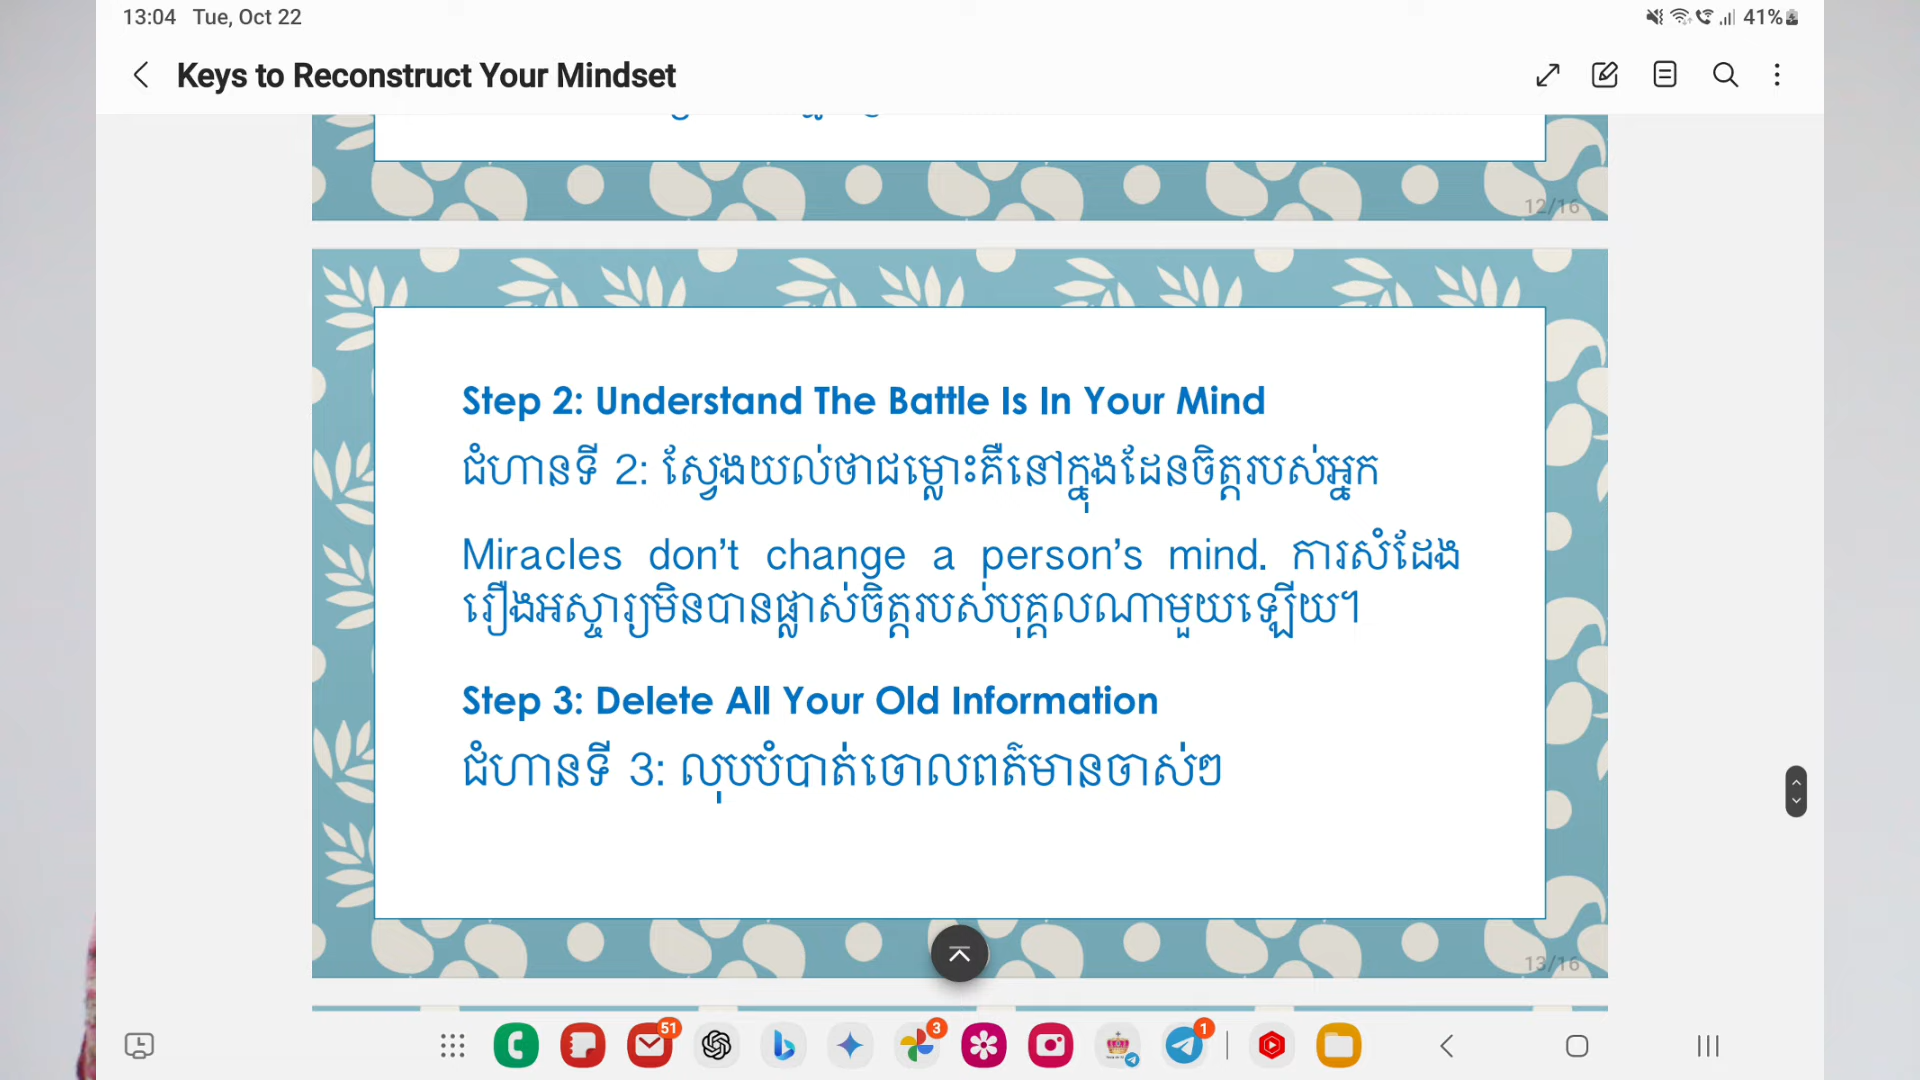 13:04 Tue, Oct 22
41%
Keys to Reconstruct Your Mindset
12/16
Step 2: Understand The Battle Is In Your Mind
ជំហានទី 2: ស្វែងយល់ថាជម្លោះគឺនៅក្នុងដែនចិត្តរបស់អ្នក
Miracles don’t change a person’s mind. ការសំដែង
រឿងអស្ចារ្យមិនបានផ្លាស់ចិត្តរបស់បុគ្គលណាមួយឡើយ។
Step 3: Delete All Your Old Information
ជំហានទី 3: លុបបំបាត់ចោលពត៌មានចាស់ៗ
13/16
51
3
1